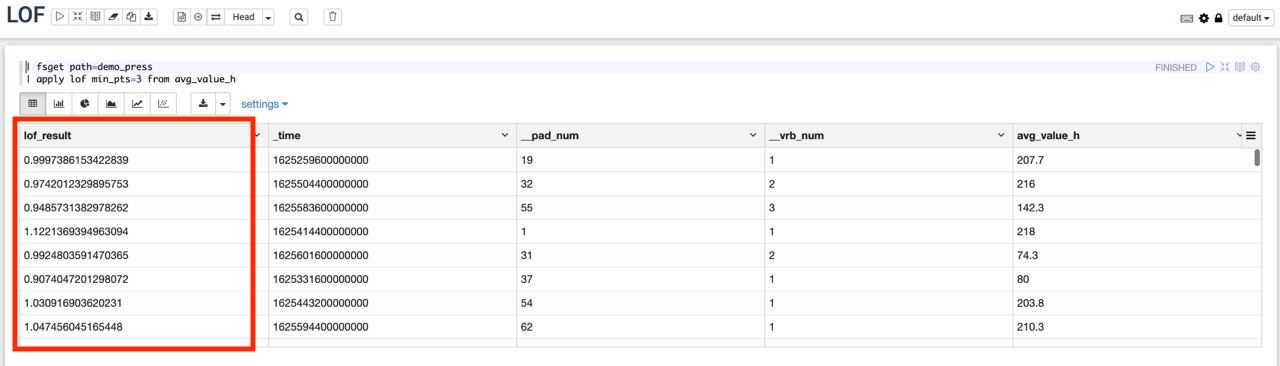 LOF
Head
default
| fsget path=demo_press
| apply lof min_pts=3 from avg_value_h
FINISHED
settings
lof_result _time __pad_num __vrb_num avg_value_h
0.9997386153422839 1625259600000000 19 1 207.7
0.9742012329895753 1625504400000000 32 2 216
0.9485731382978262 1625583600000000 55 3 142.3
1.1221369394963094 1625414400000000 1 1 218
0.9924803591470365 1625601600000000 31 2 74.3
0.9074047201298072 1625331600000000 37 1 80
1.030916903620231 1625443200000000 54 1 203.8
1.047456045165448 1625594400000000 62 1 210.3